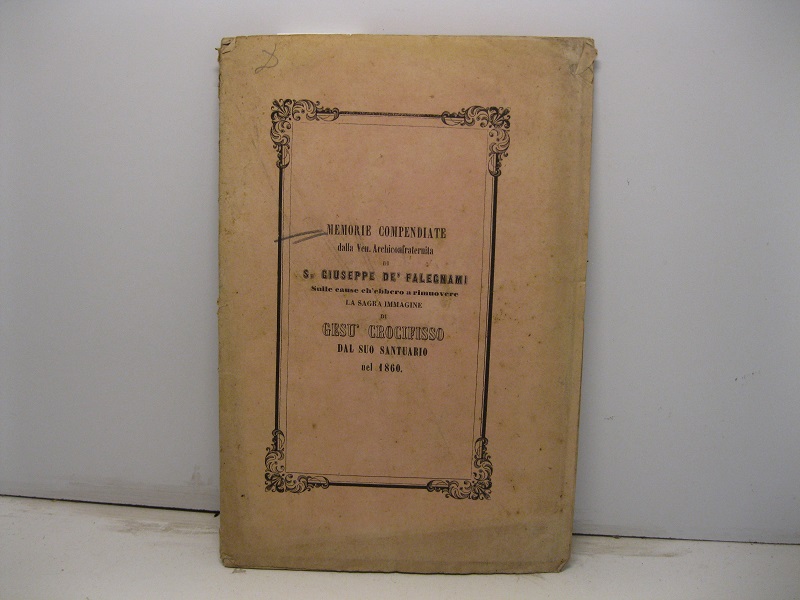 D
MEMORIE COMPENDIATE
dalla Ven. Archiconfraternita
DI
S. GIUSEPPE DE' FALEGNAMI
Sulle cause ch'ebbero a rimuovere
LA SAGRA IMMAGINE
DI
GESU' CROCIFISSO
DAL SUO SANTUARIO
nel 1860.